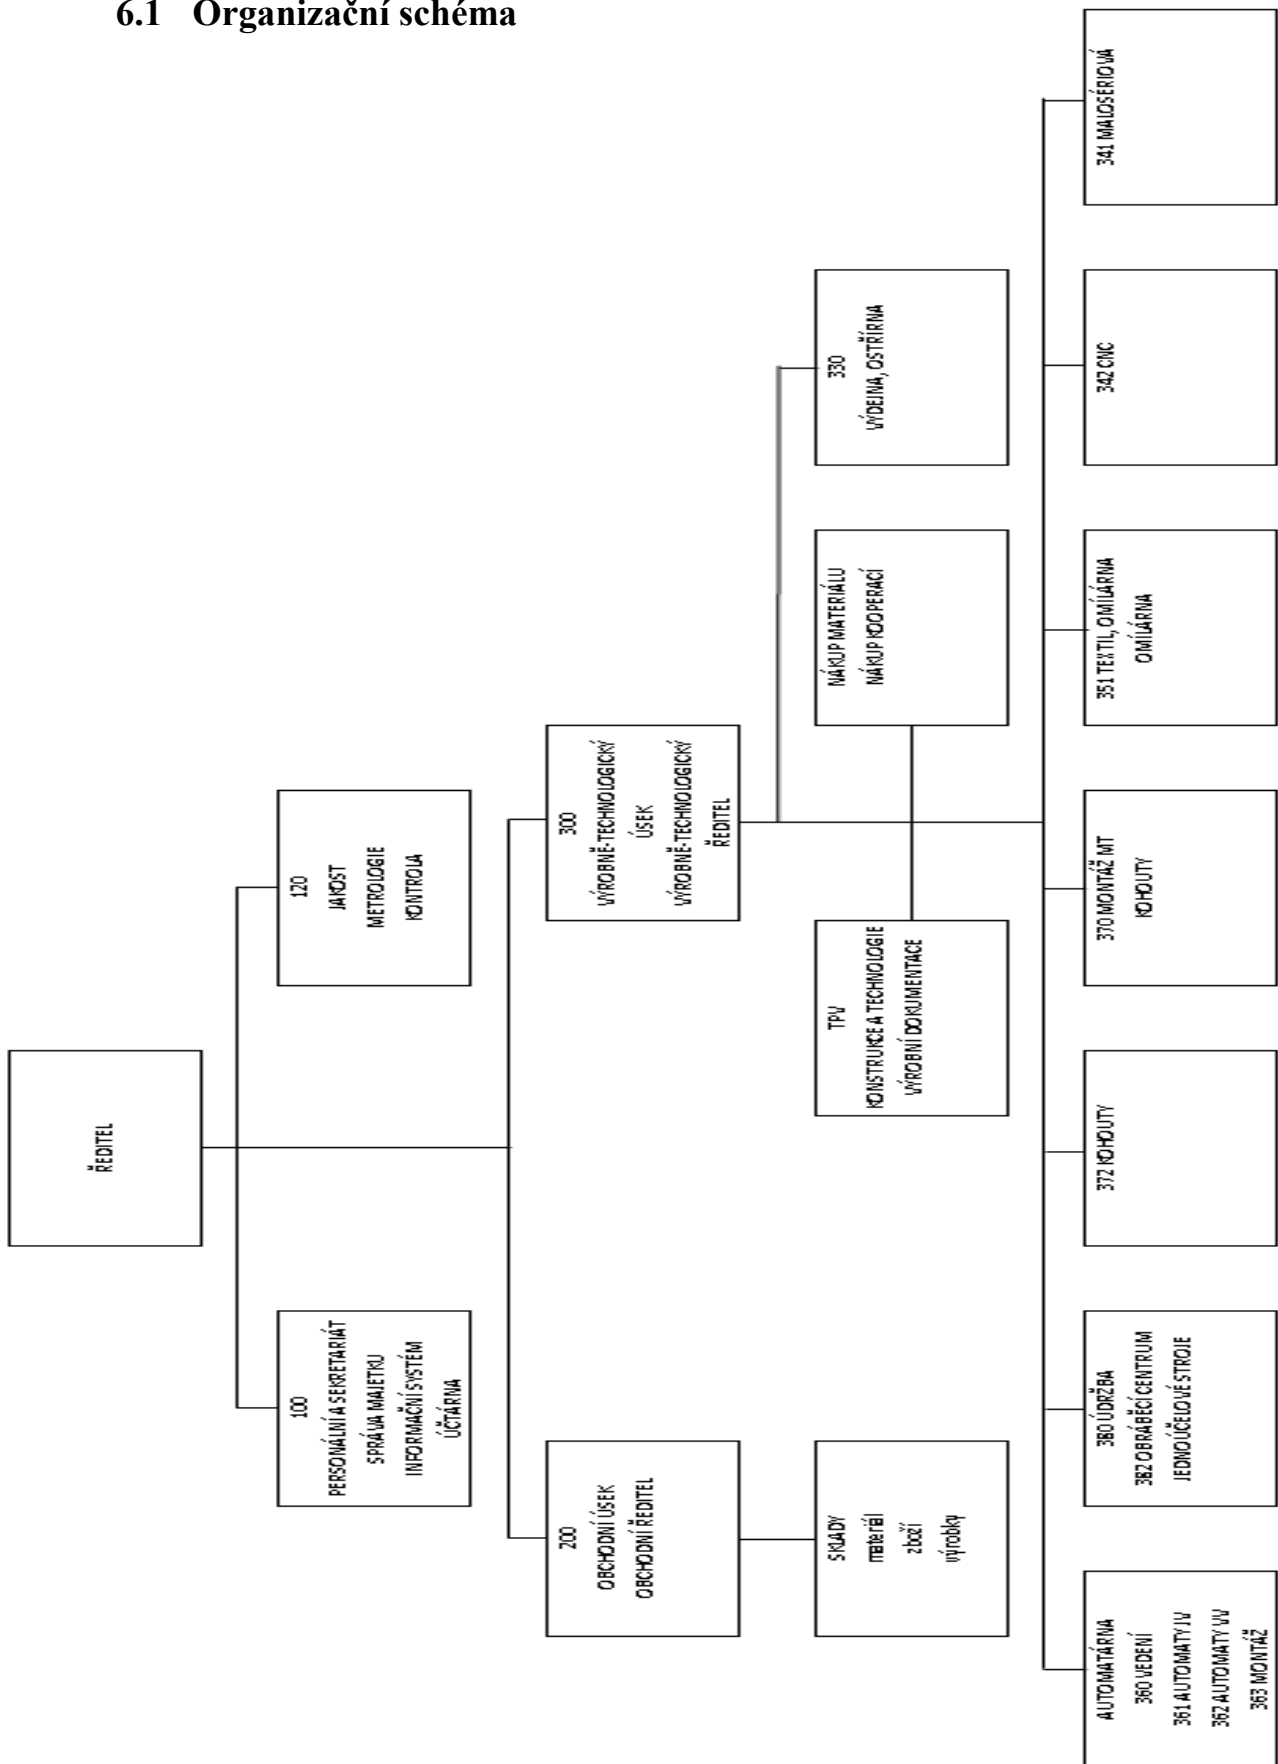 6.1 Organizační schéma
ŘEDITEL
100
PERSONÁLNÍ A SEKRETARIÁT
SPRÁVA MAJETKU
INFORMAČNÍ SYSTÉM
ÚČTÁRNA
120
JAKOST
METROLOGIE
KONTROLA
200
OBCHODNÍ ÚSEK
OBCHODNÍ ŘEDITEL
300
VÝROBNĚ-TECHNOLOGICKÝ
ÚSEK
VÝROBNĚ-TECHNOLOGICKÝ
ŘEDITEL
SKLADY
materiál
zboží
výrobky
TPV
KONSTRUKCE A TECHNOLOGIE
VÝROBNÍ DOKUMENTACE
NÁKUP MATERIÁLU
NÁKUP KOOPERACÍ
330
VÝDEJNA, OSTŘÍRNA
AUTOMATÁRNA
360 VEDENÍ
361 AUTOMATY JV
362 AUTOMATY VV
363 MONTÁŽ
380 ÚDRŽBA
382 OBRÁBĚCÍ CENTRUM
JEDNOÚČELOVÉ STROJE
372 KOHOUTY
370 MONTÁŽ MT
KOHOUTY
351 TEXTIL, OMÍLÁRNA
OMÍLÁRNA
342 CNC
341 MALOSÉRIOVÁ